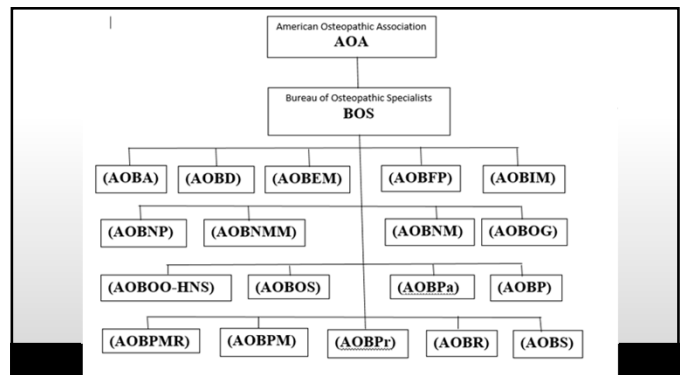 American Osteopathic Association
AOA
Bureau of Osteopathic Specialists
BOS
(AOBA) (AOBD) (AOBEM) (AOBFP) (AOBIM)
(AOBNP) (AOBNMM) (AOBNM) (AOBOG)
(AOBOO-HNS) (AOBOS) (AOBPa) (AOBP)
(AOBPMR) (AOBPM) (AOBPr) (AOBR) (AOBS)